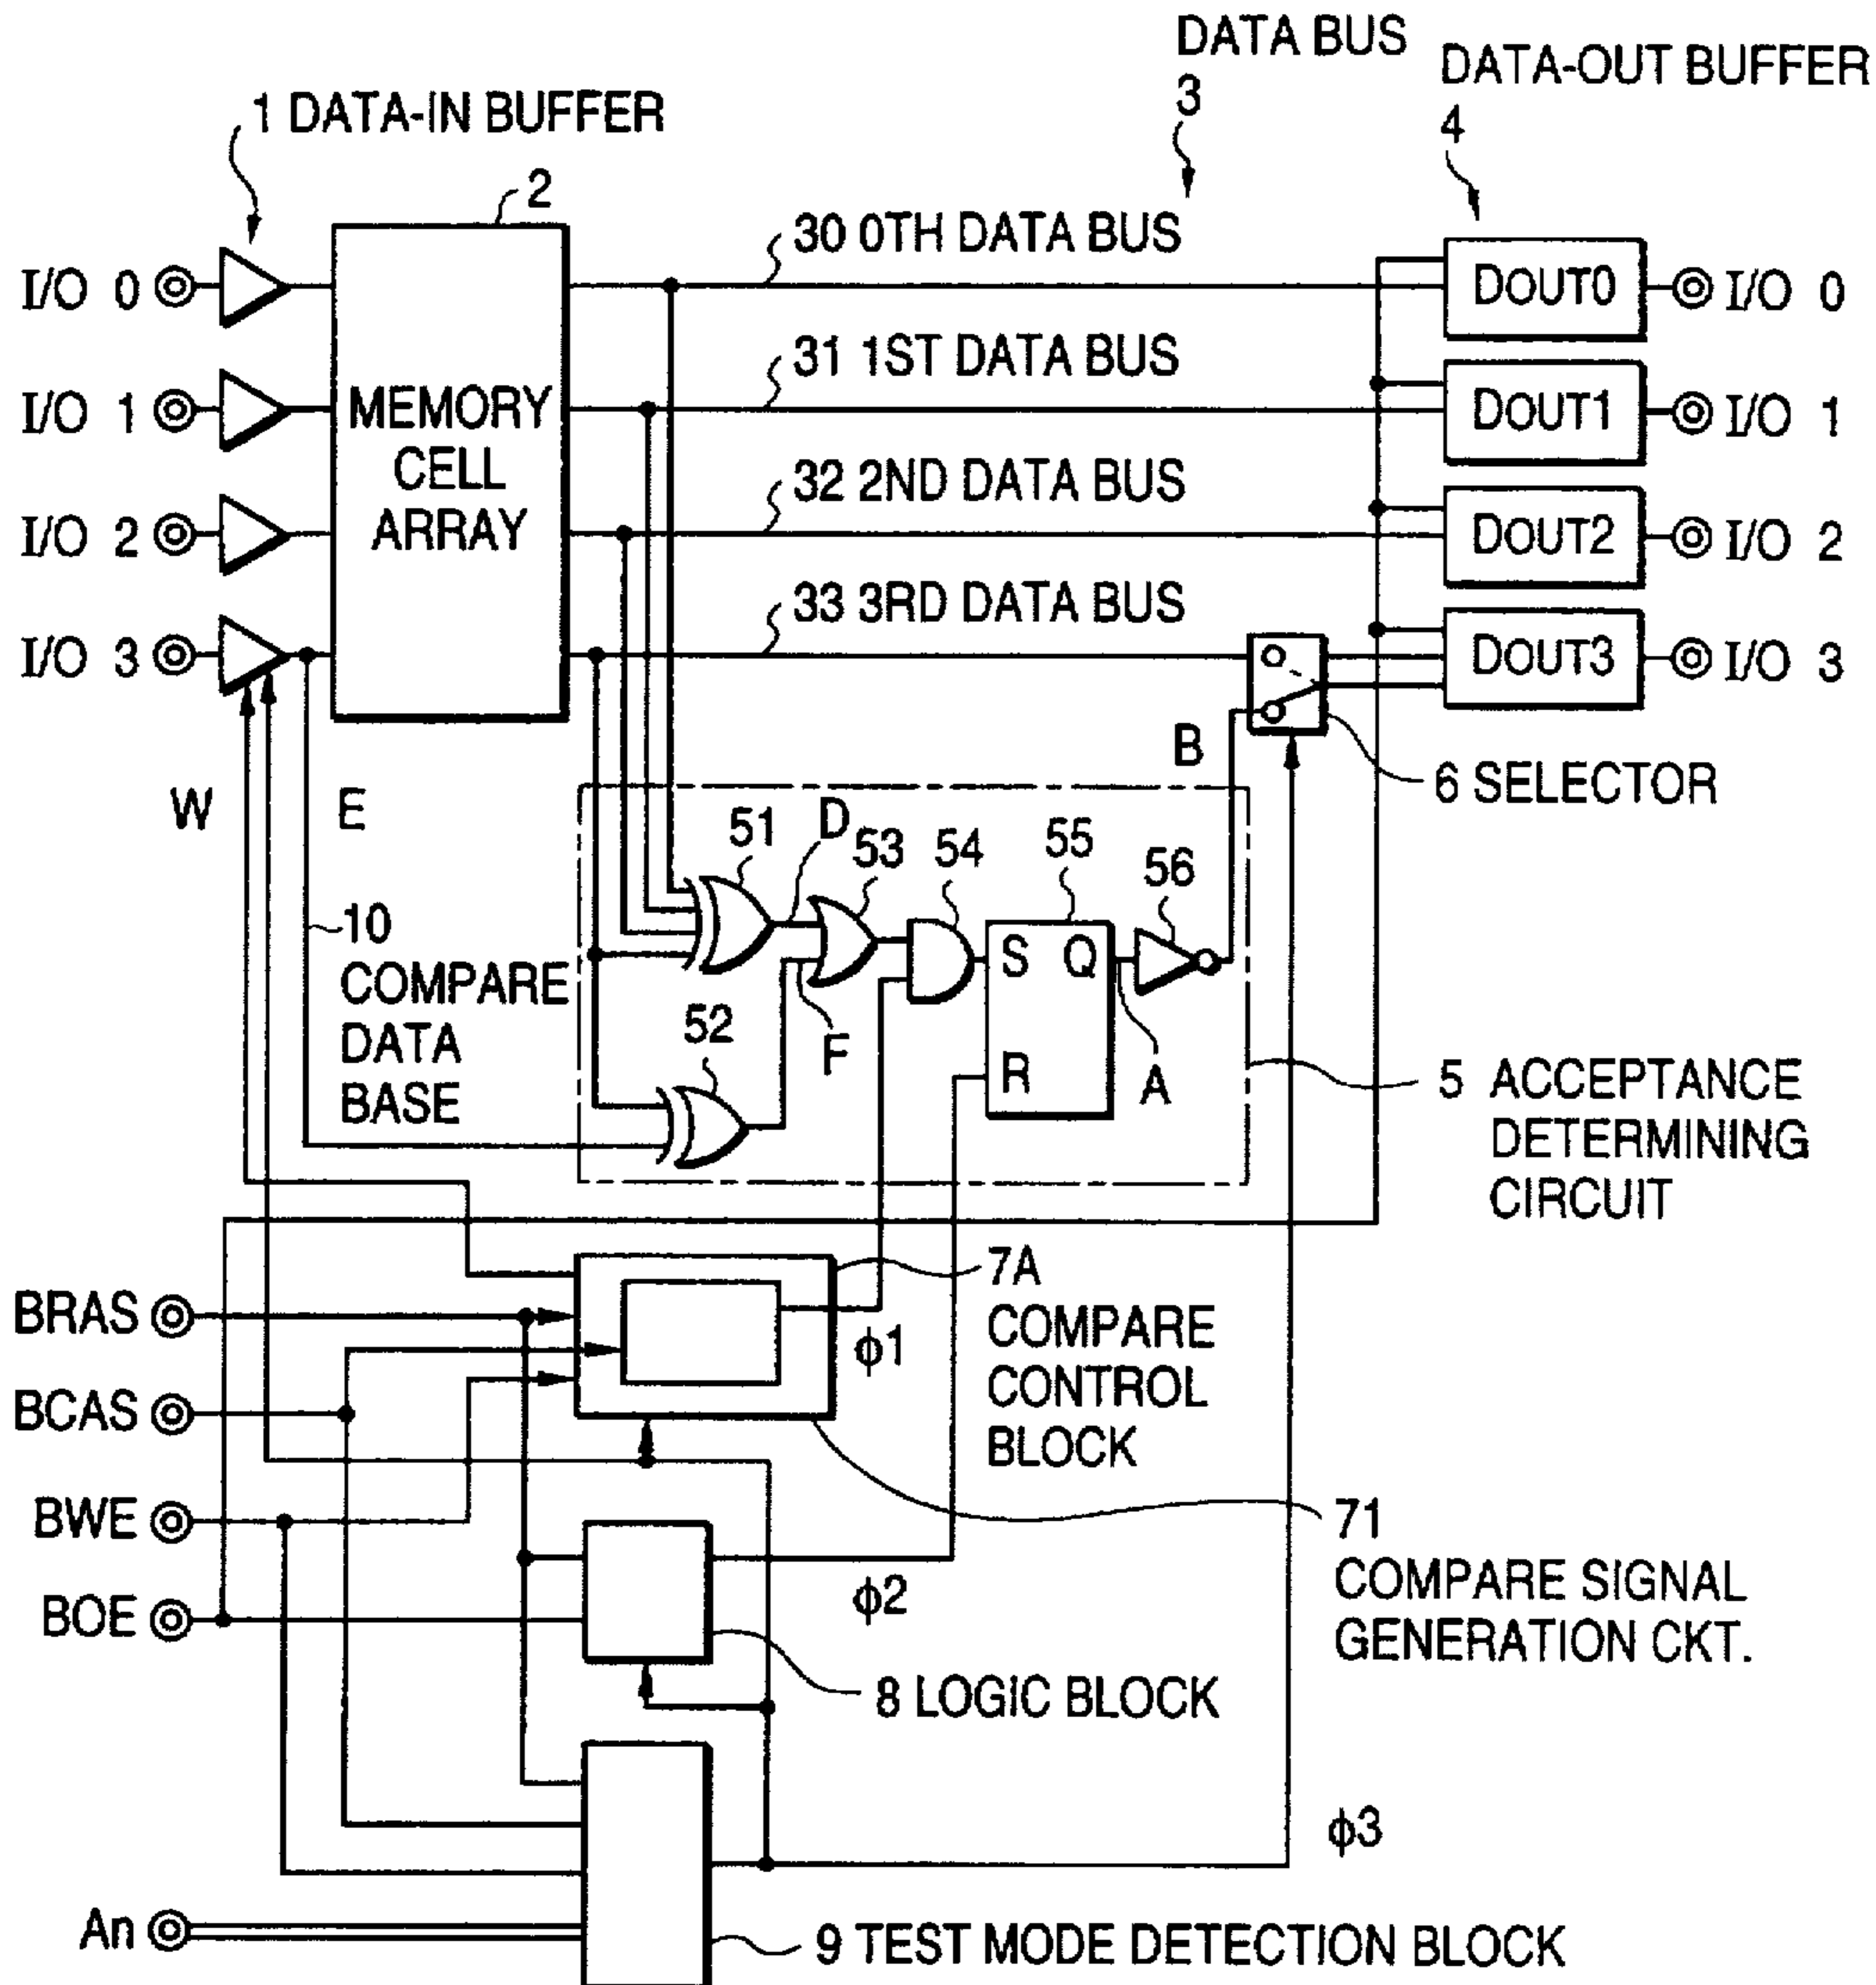 DATA BUS
3
DATA-OUT BUFFER
4
1 DATA-IN BUFFER
2
30 0TH DATA BUS
I/O 0
DOUT0
I/O 0
31 1ST DATA BUS
I/O 1
MEMORY
CELL
ARRAY
DOUT1
I/O 1
32 2ND DATA BUS
I/O 2
DOUT2
I/O 2
33 3RD DATA BUS
I/O 3
DOUT3
I/O 3
B
6 SELECTOR
W
E
51
D
53
54
55
56
10
COMPARE
DATA
BASE
S
Q
52
F
R
A
5 ACCEPTANCE
DETERMINING
CIRCUIT
7A
COMPARE
CONTROL
BLOCK
BRAS
ϕ1
BCAS
BWE
71
COMPARE SIGNAL
GENERATION CKT.
BOE
ϕ2
8 LOGIC BLOCK
ϕ3
An
9 TEST MODE DETECTION BLOCK